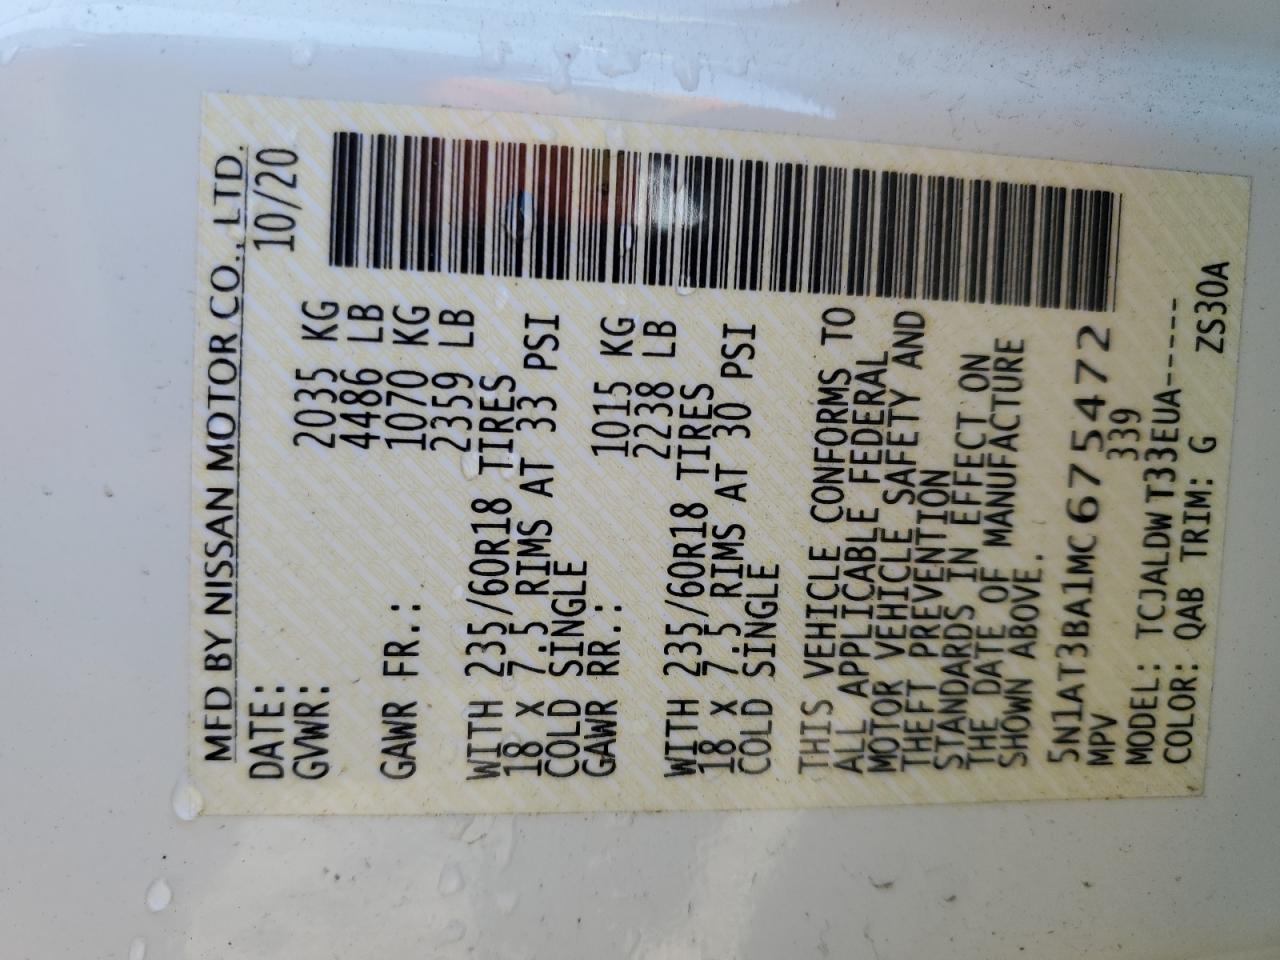 MFD BY NISSAN MOTOR CO., LTD.
DATE: 10/20
GVWR: 2035 KG
4486 LB
GAWR FR.: 1070 KG
2359 LB
WITH 235/60R18 TIRES
18 X 7.5 RIMS AT 33 PSI
COLD SINGLE
GAWR RR.: 1015 KG
2238 LB
WITH 235/60R18 TIRES
18 X 7.5 RIMS AT 30 PSI
COLD SINGLE
THIS VEHICLE CONFORMS TO
ALL APPLICABLE FEDERAL
MOTOR VEHICLE SAFETY AND
THEFT PREVENTION
STANDARDS IN EFFECT ON
THE DATE OF MANUFACTURE
SHOWN ABOVE.
5N1AT3BA1MC675472
MPV 339
MODEL: TCJALDW T33EUA-----
COLOR: QAB TRIM: G ZS30A